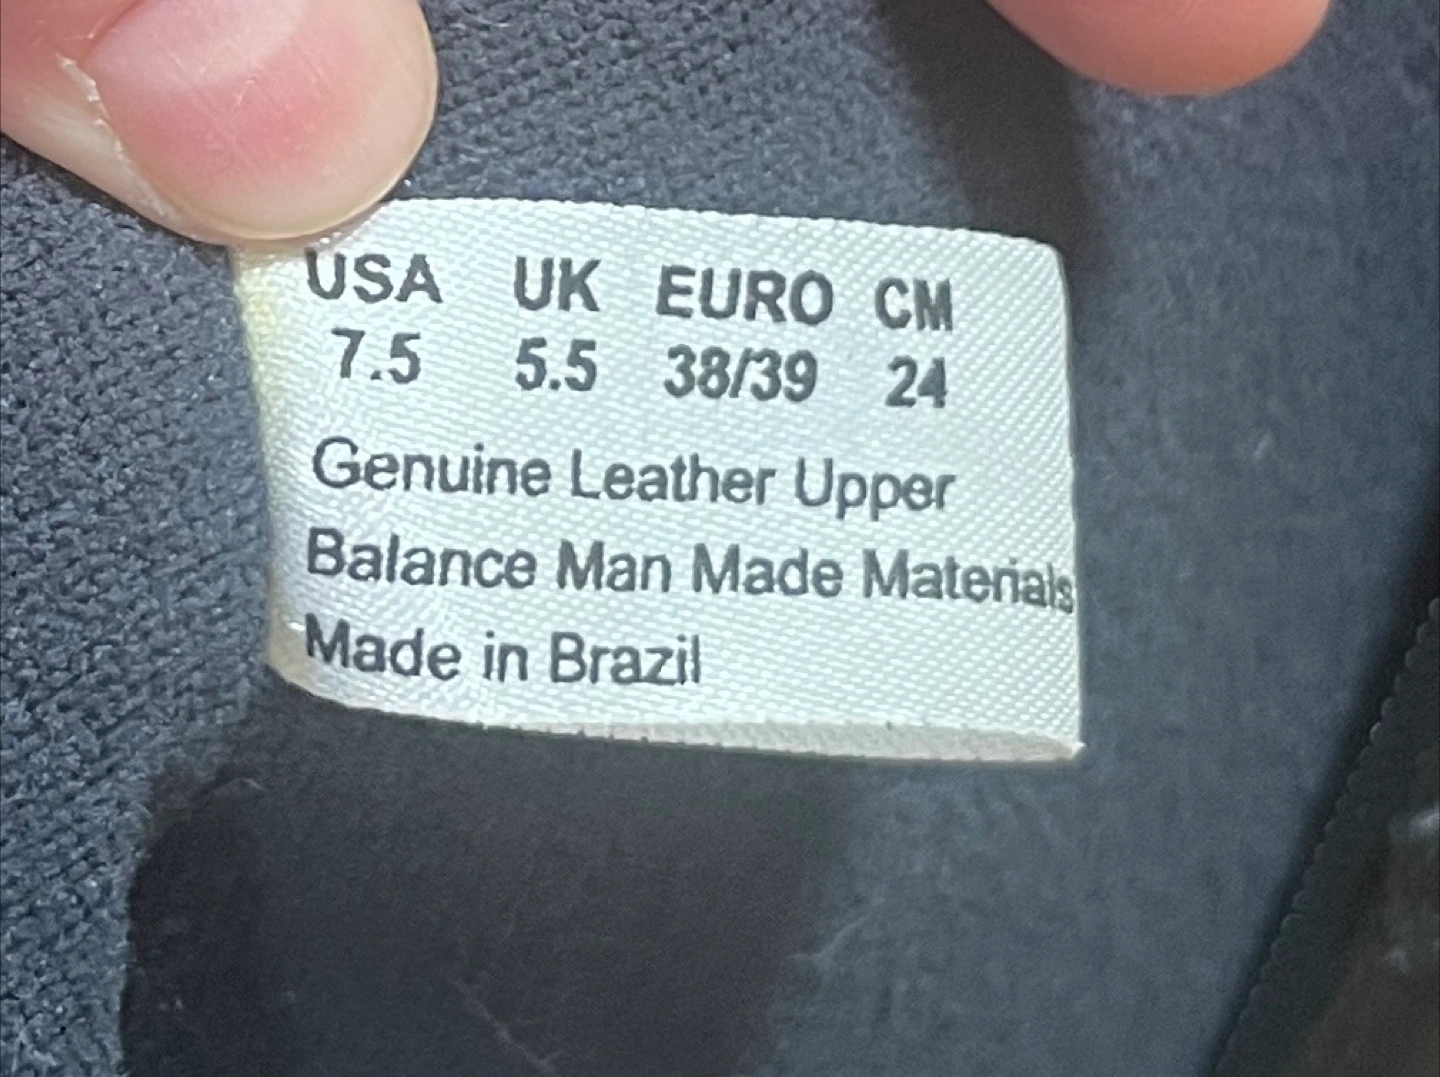 USA UK EURO CM
7.5 5.5 38/39 24
Genuine Leather Upper
Balance Man Made Materials
Made in Brazil